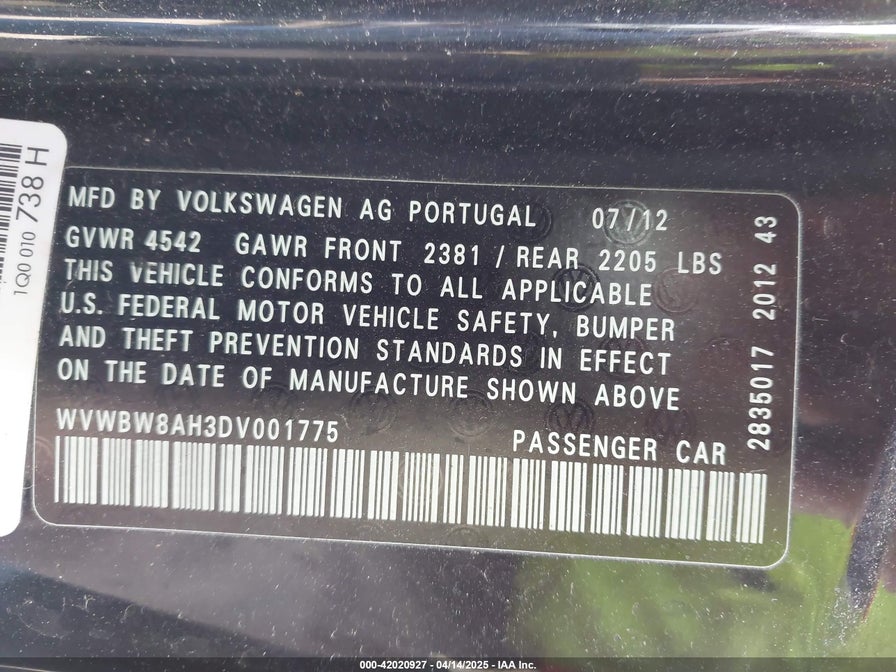 MFD BY VOLKSWAGEN AG PORTUGAL 07/12
GVWR 4542 GAWR FRONT 2381 / REAR 2205 LBS
THIS VEHICLE CONFORMS TO ALL APPLICABLE
U.S. FEDERAL MOTOR VEHICLE SAFETY, BUMPER
AND THEFT PREVENTION STANDARDS IN EFFECT
ON THE DATE OF MANUFACTURE SHOWN ABOVE
WVWBW8AH3DV001775 PASSENGER CAR
2835017 2012 43
1Q0 010 738 H
000-42020927 - 04/14/2025 - IAA Inc.